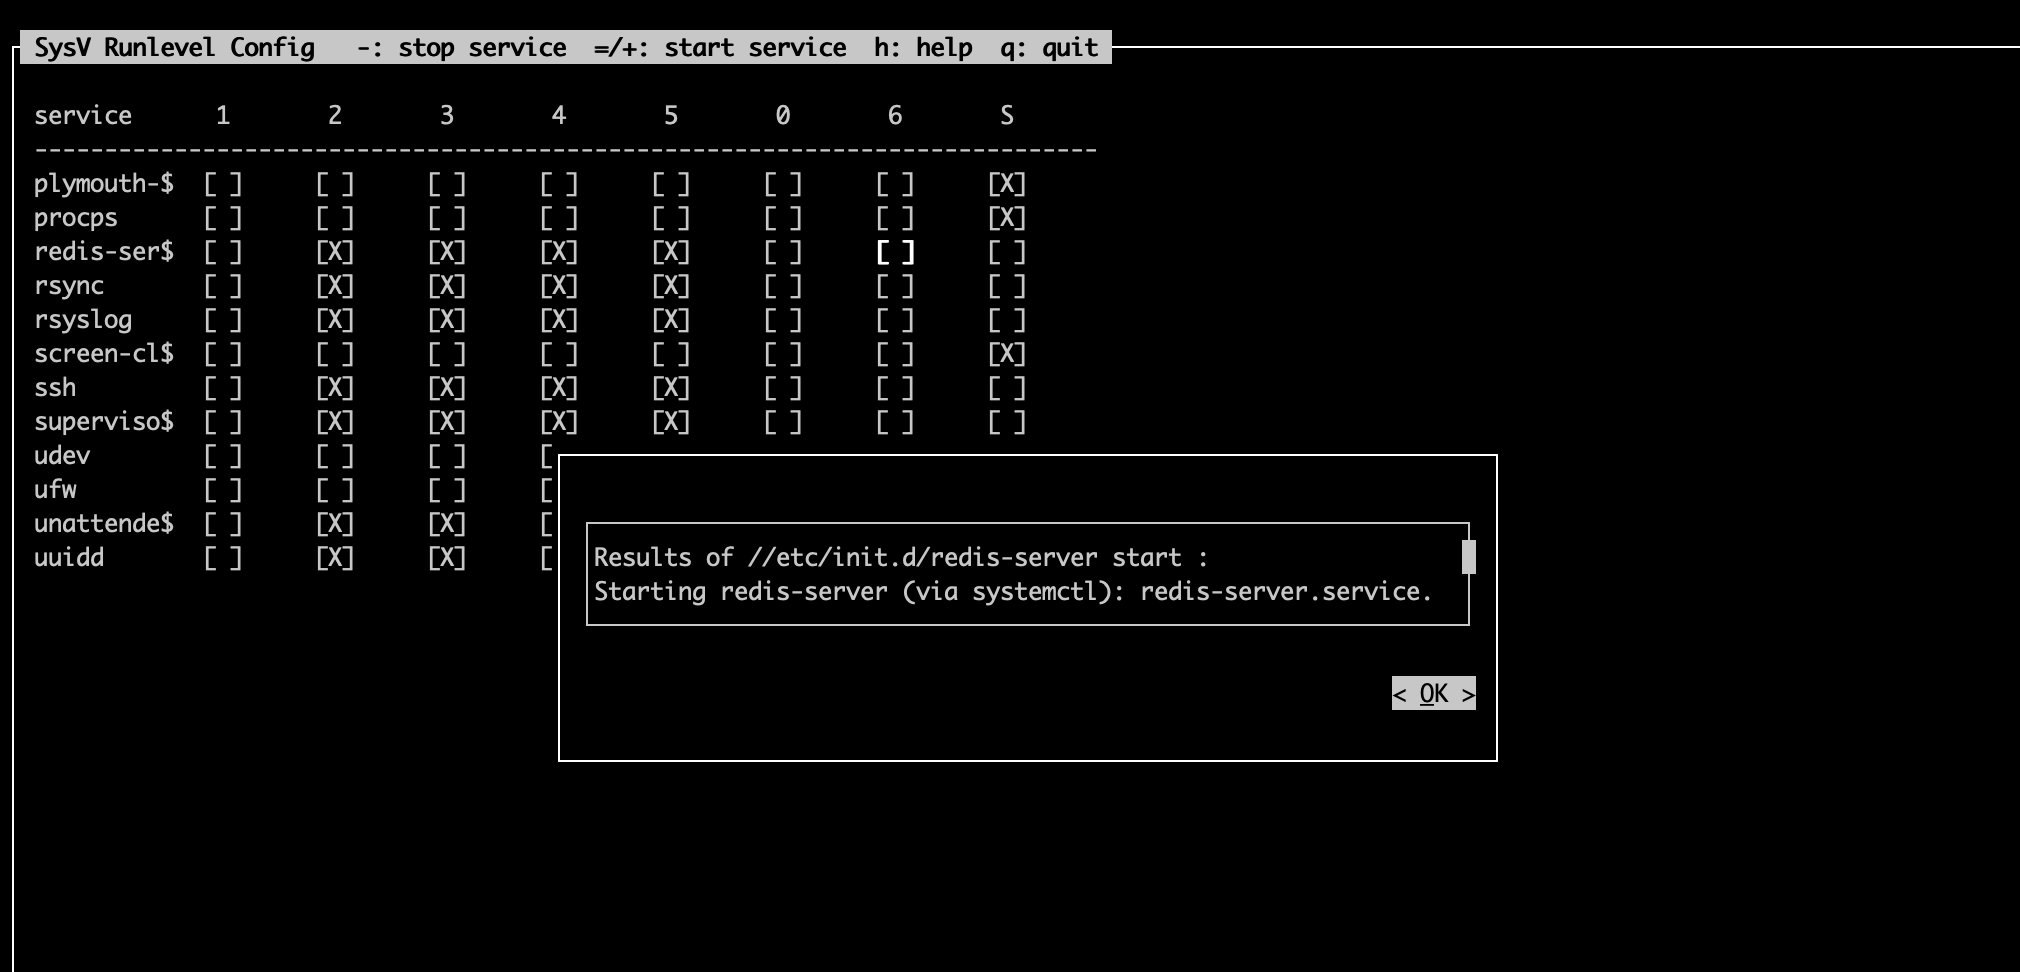 SysV Runlevel Config   -: stop service  =/+: start service  h: help  q: quit
service      1       2       3       4       5       0       6       S
----------------------------------------------------------------------------
plymouth-$  [ ]     [ ]     [ ]     [ ]     [ ]     [ ]     [ ]     [X]
procps      [ ]     [ ]     [ ]     [ ]     [ ]     [ ]     [ ]     [X]
redis-ser$  [ ]     [X]     [X]     [X]     [X]     [ ]     [ ]     [ ]
rsync       [ ]     [X]     [X]     [X]     [X]     [ ]     [ ]     [ ]
rsyslog     [ ]     [X]     [X]     [X]     [X]     [ ]     [ ]     [ ]
screen-cl$  [ ]     [ ]     [ ]     [ ]     [ ]     [ ]     [ ]     [X]
ssh         [ ]     [X]     [X]     [X]     [X]     [ ]     [ ]     [ ]
superviso$  [ ]     [X]     [X]     [X]     [X]     [ ]     [ ]     [ ]
udev        [ ]     [ ]     [ ]     [
ufw         [ ]     [ ]     [ ]     [
unattende$  [ ]     [X]     [X]     [
uuidd       [ ]     [X]     [X]     [
Results of //etc/init.d/redis-server start :
Starting redis-server (via systemctl): redis-server.service.
< OK >